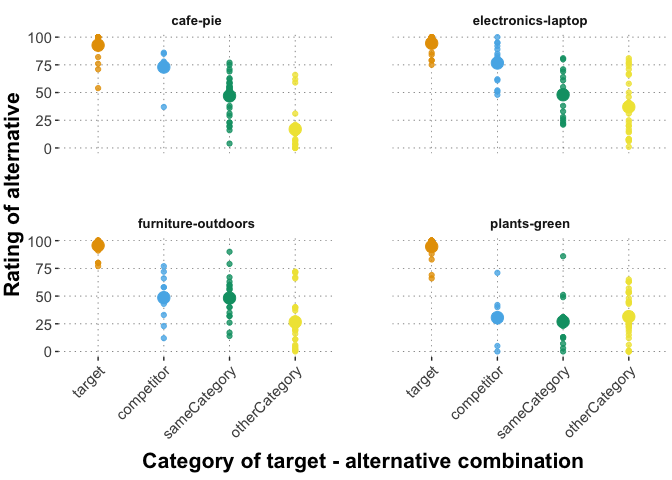 cafe-pie
electronics-laptop
100
75
50
25
0
furniture-outdoors
plants-green
100
75
50
25
0
Rating of alternative
target
competitor
sameCategory
otherCategory
target
competitor
sameCategory
otherCategory
Category of target - alternative combination